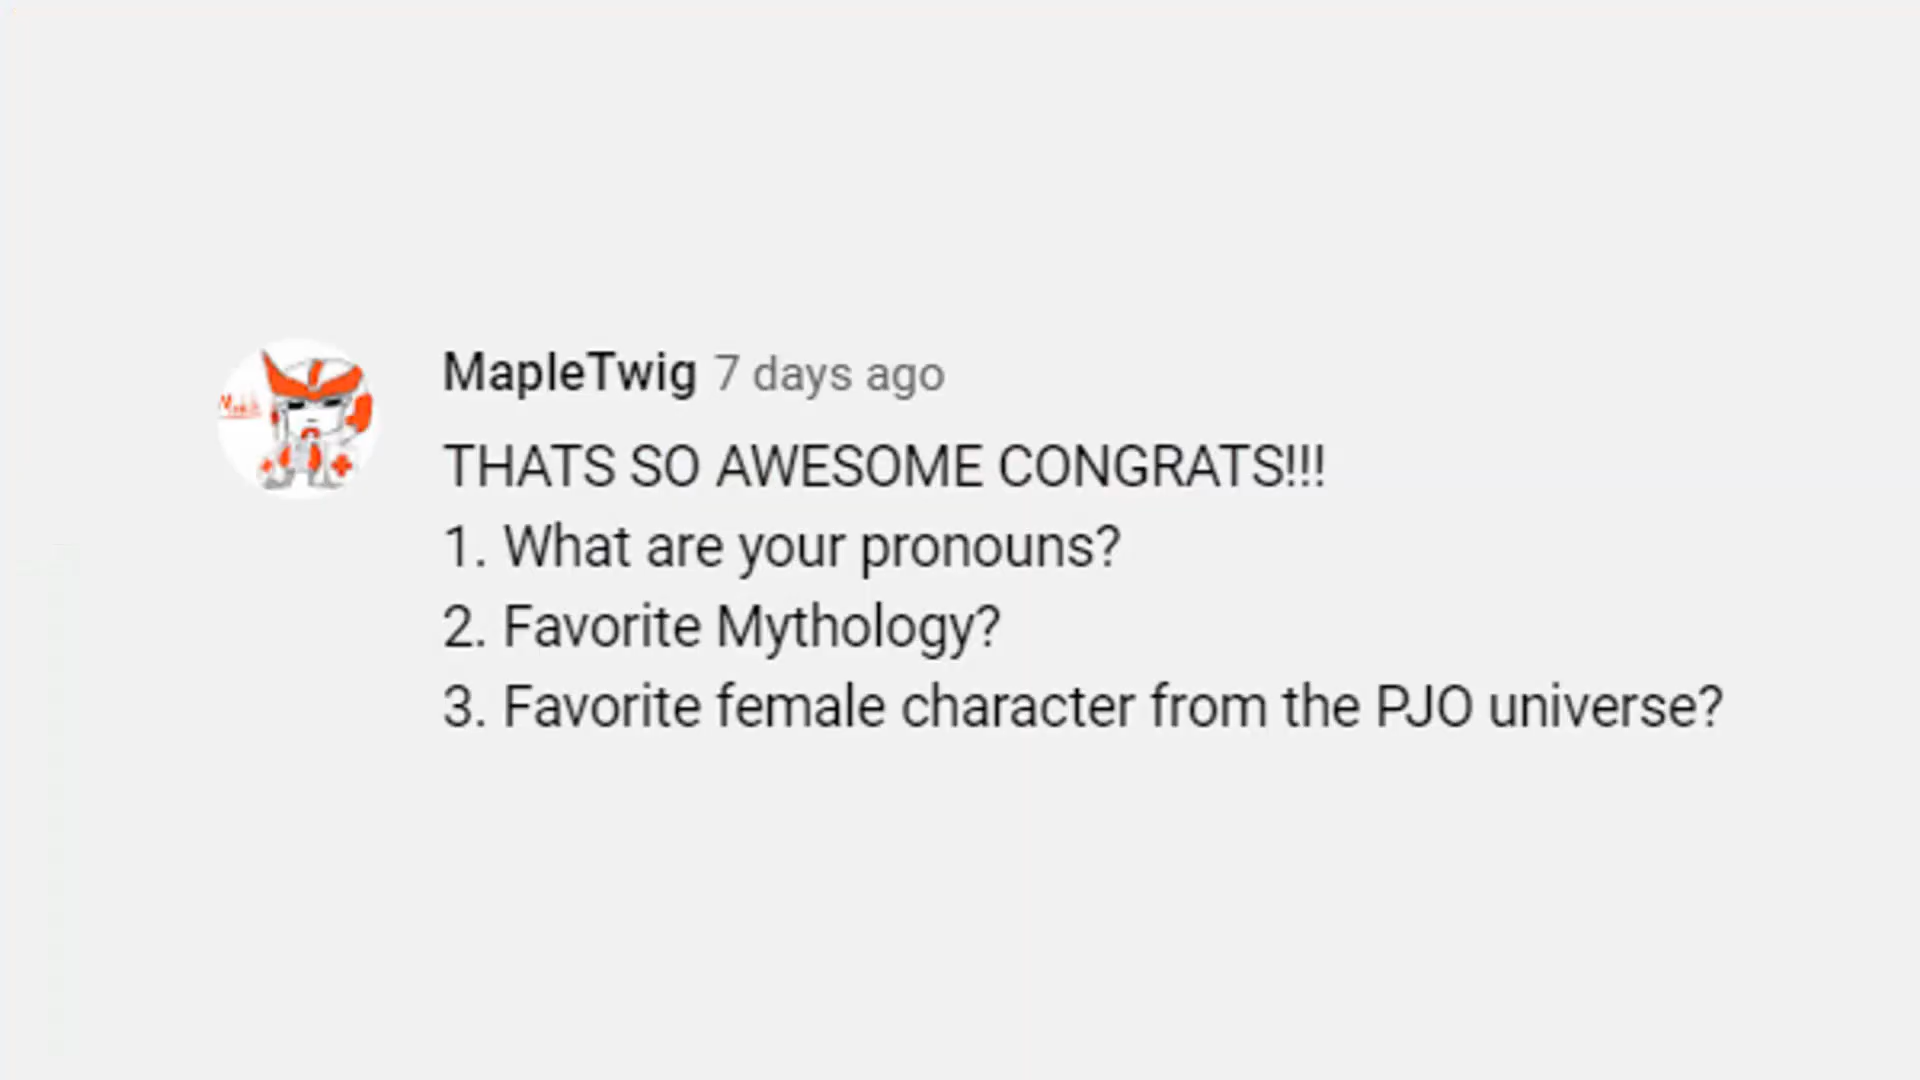 MapleTwig 7 days ago
THATS SO AWESOME CONGRATS!!!
1. What are your pronouns?
2. Favorite Mythology?
3. Favorite female character from the PJO universe?